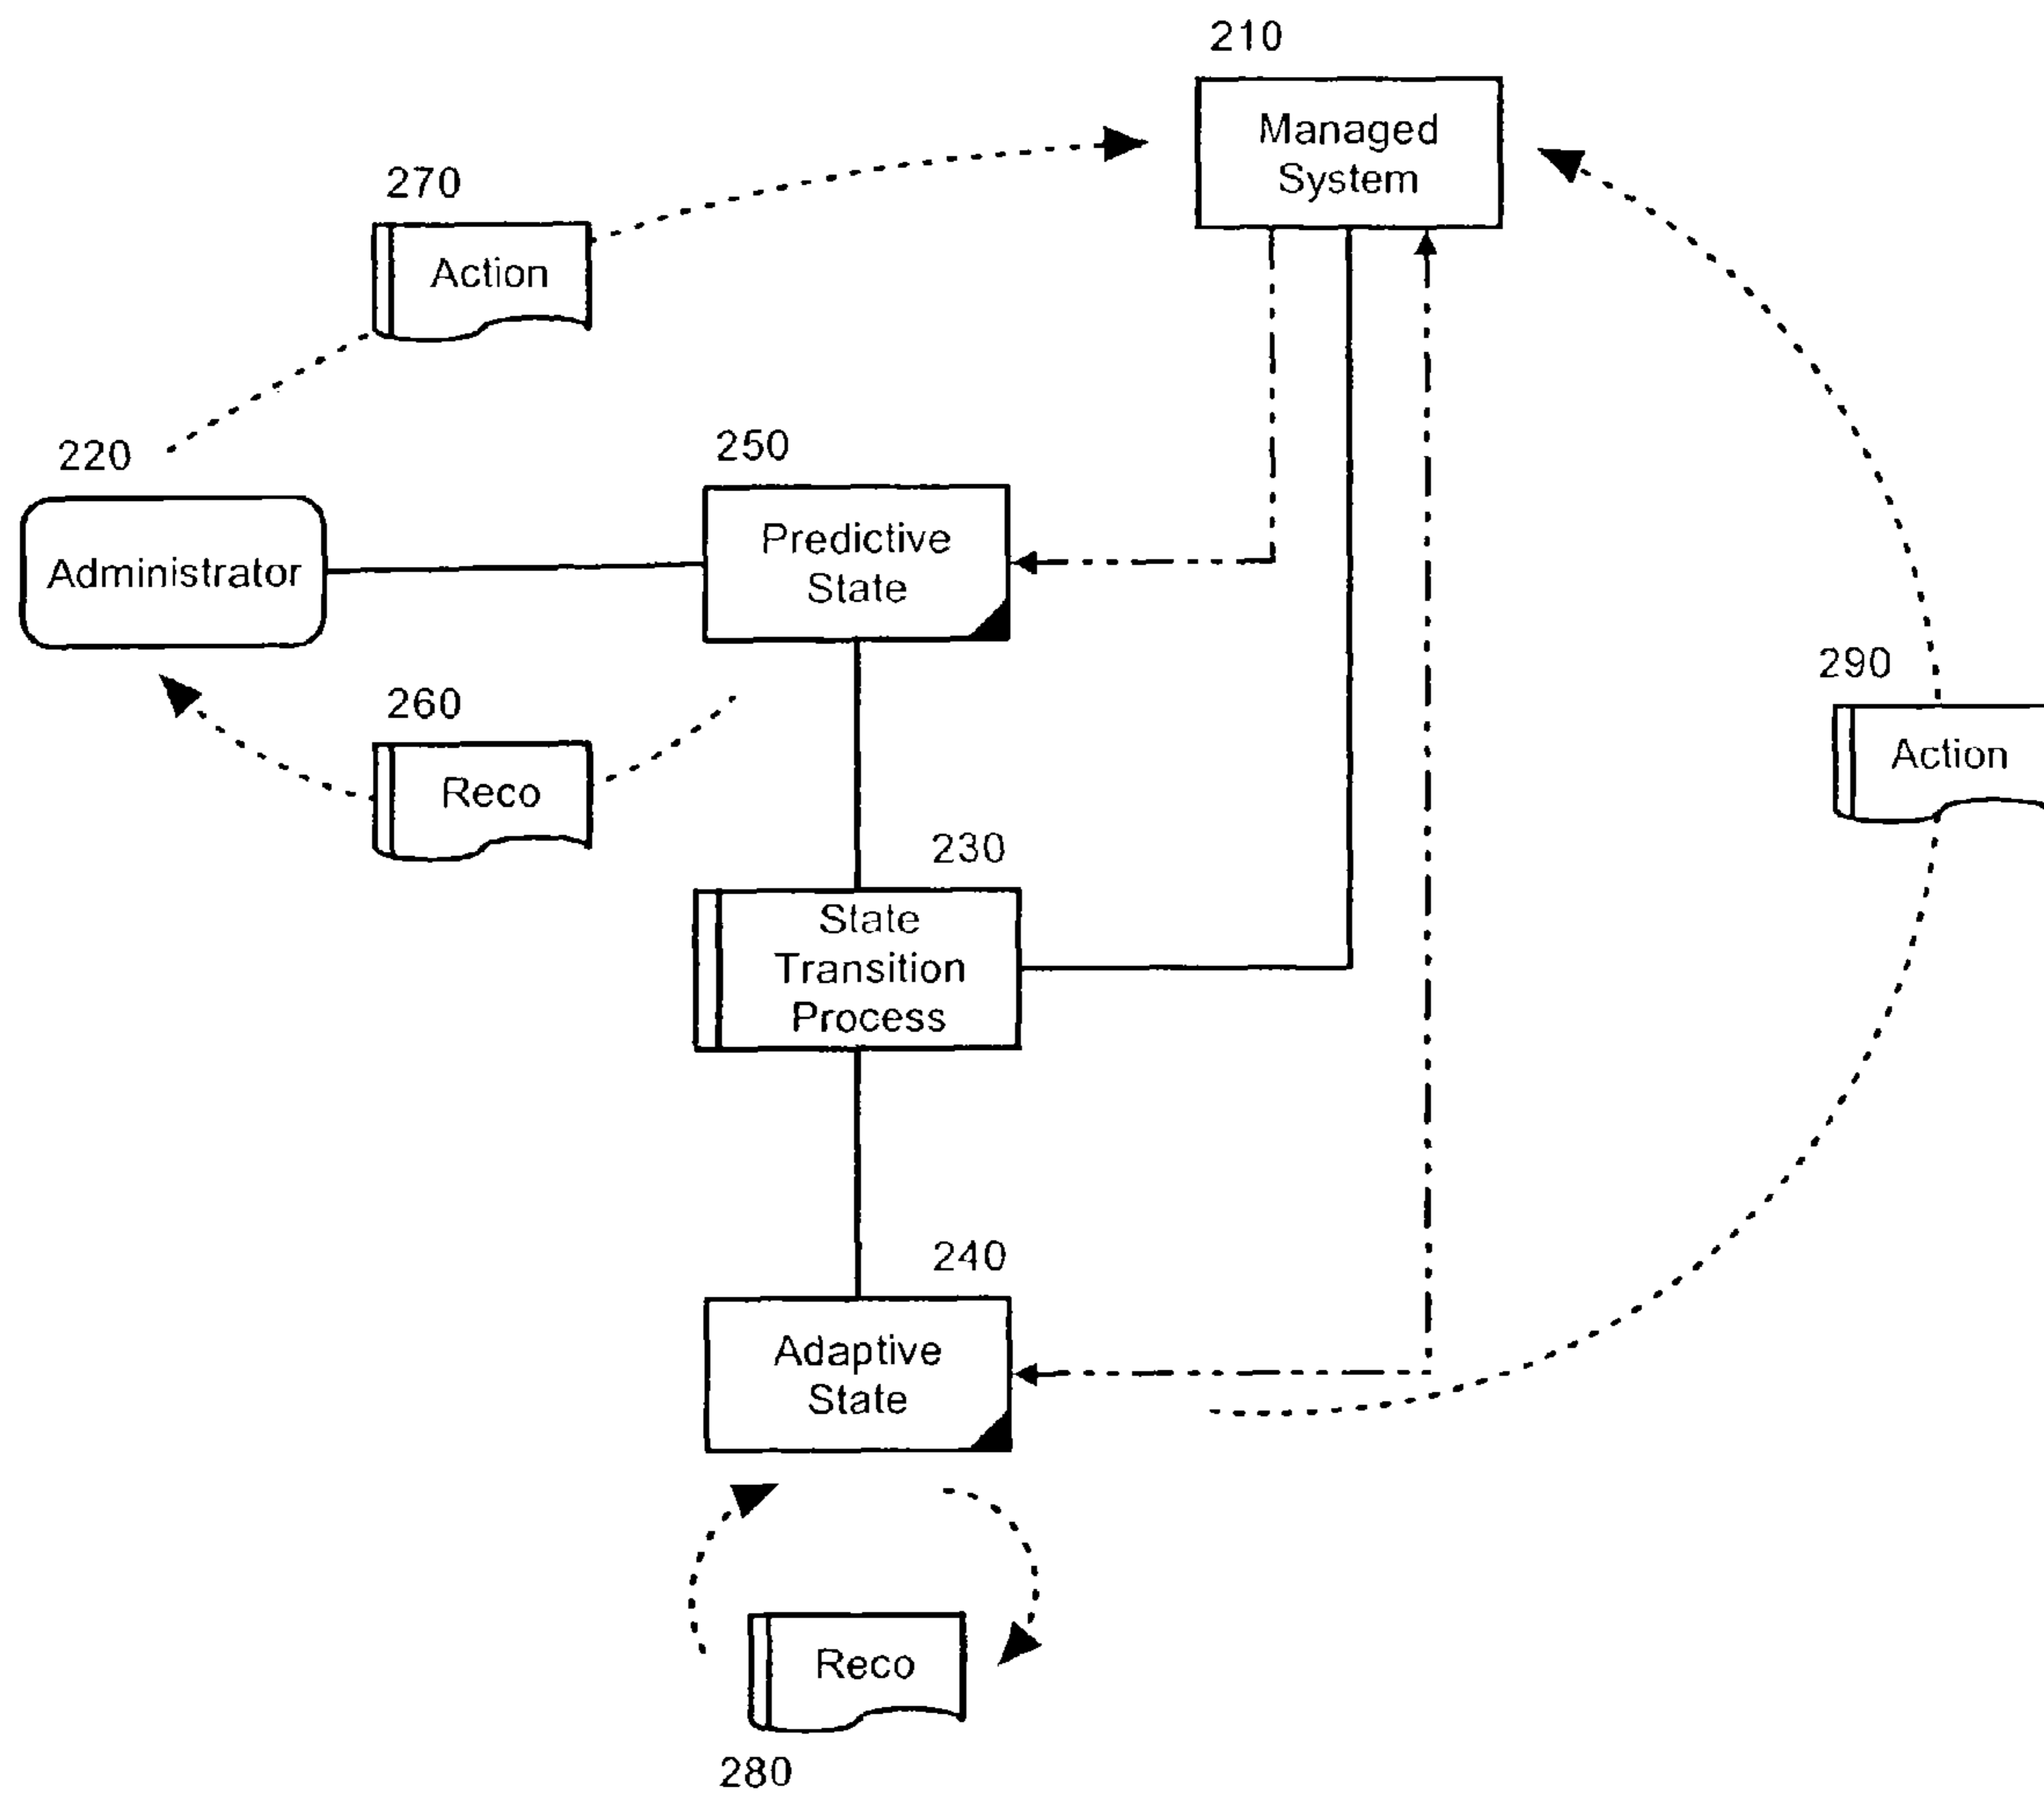 210
Managed
System
270
Action
220
Administrator
250
Predictive
State
260
Reco
290
Action
230
State
Transition
Process
240
Adaptive
State
Reco
280